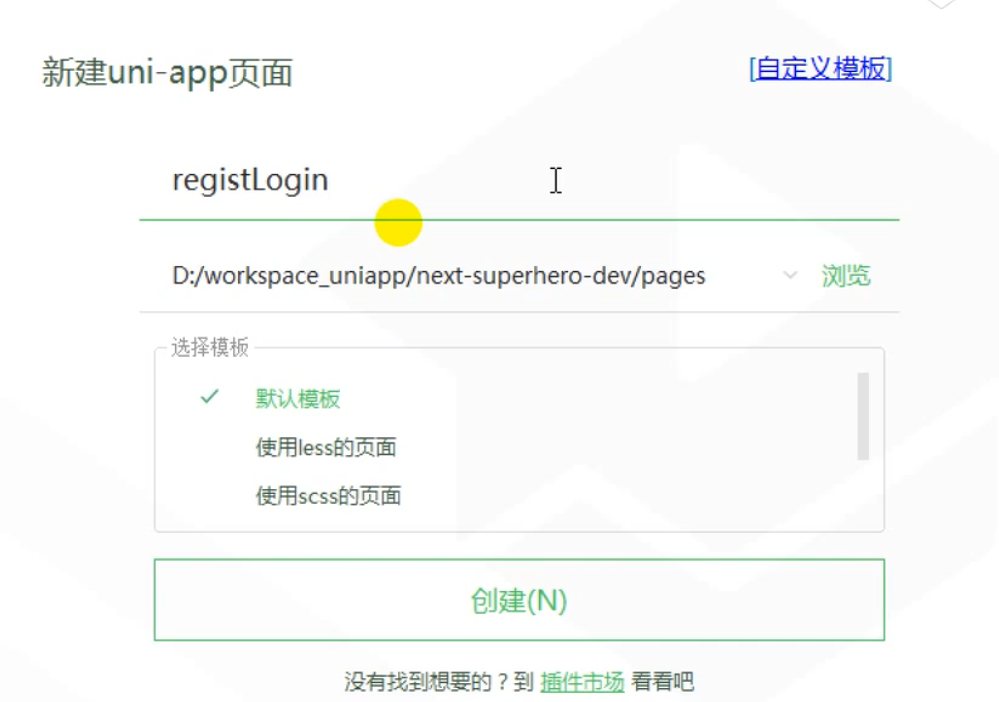 新建uni-app页面 [自定义模板]
registLogin
D:/workspace_uniapp/next-superhero-dev/pages 浏览
选择模板
默认模板
使用less的页面
使用scss的页面
创建(N)
没有找到想要的？到 插件市场 看看吧